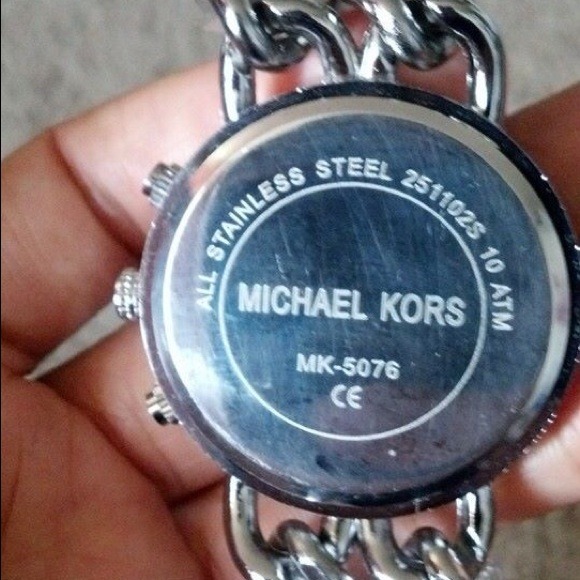 ALL STAINLESS STEEL 251102S 10 ATM
MICHAEL KORS
MK-5076
CE